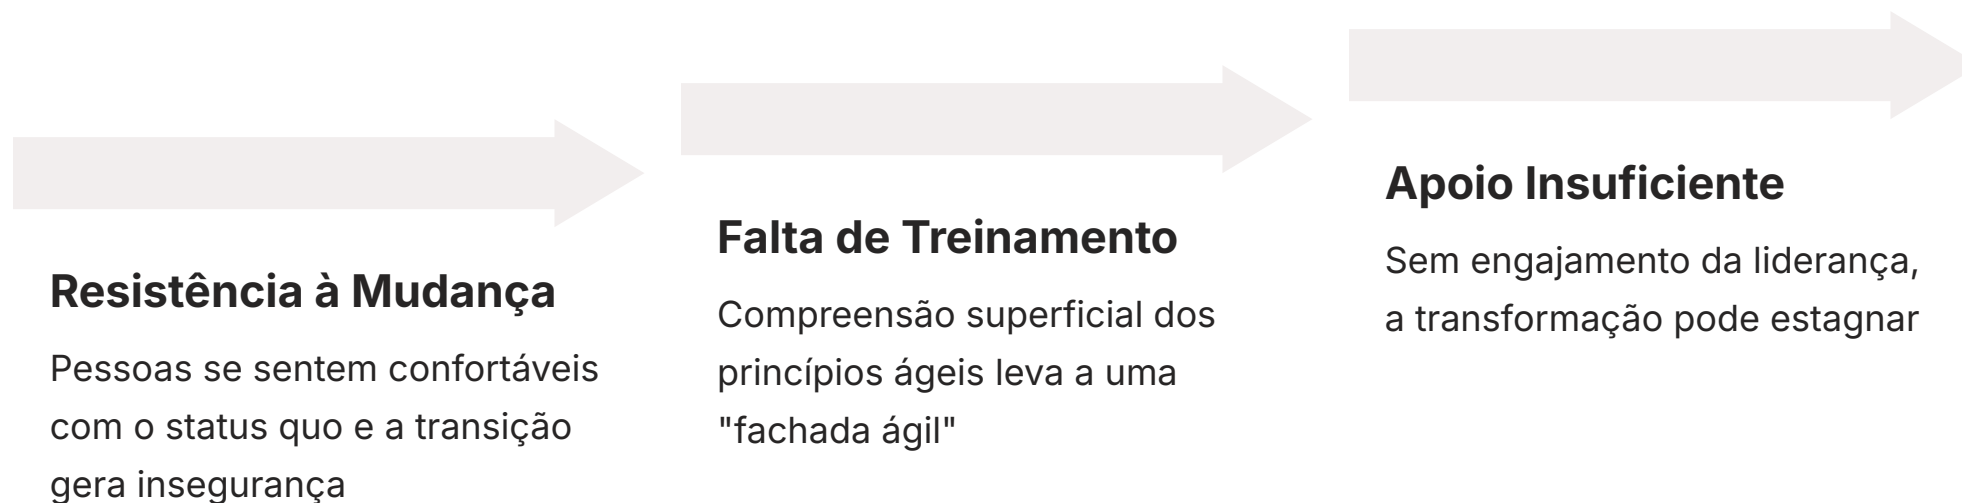 Resistência à Mudança
Pessoas se sentem confortáveis
com o status quo e a transição
gera insegurança
Falta de Treinamento
Compreensão superficial dos
princípios ágeis leva a uma
"fachada ágil"
Apoio Insuficiente
Sem engajamento da liderança,
a transformação pode estagnar